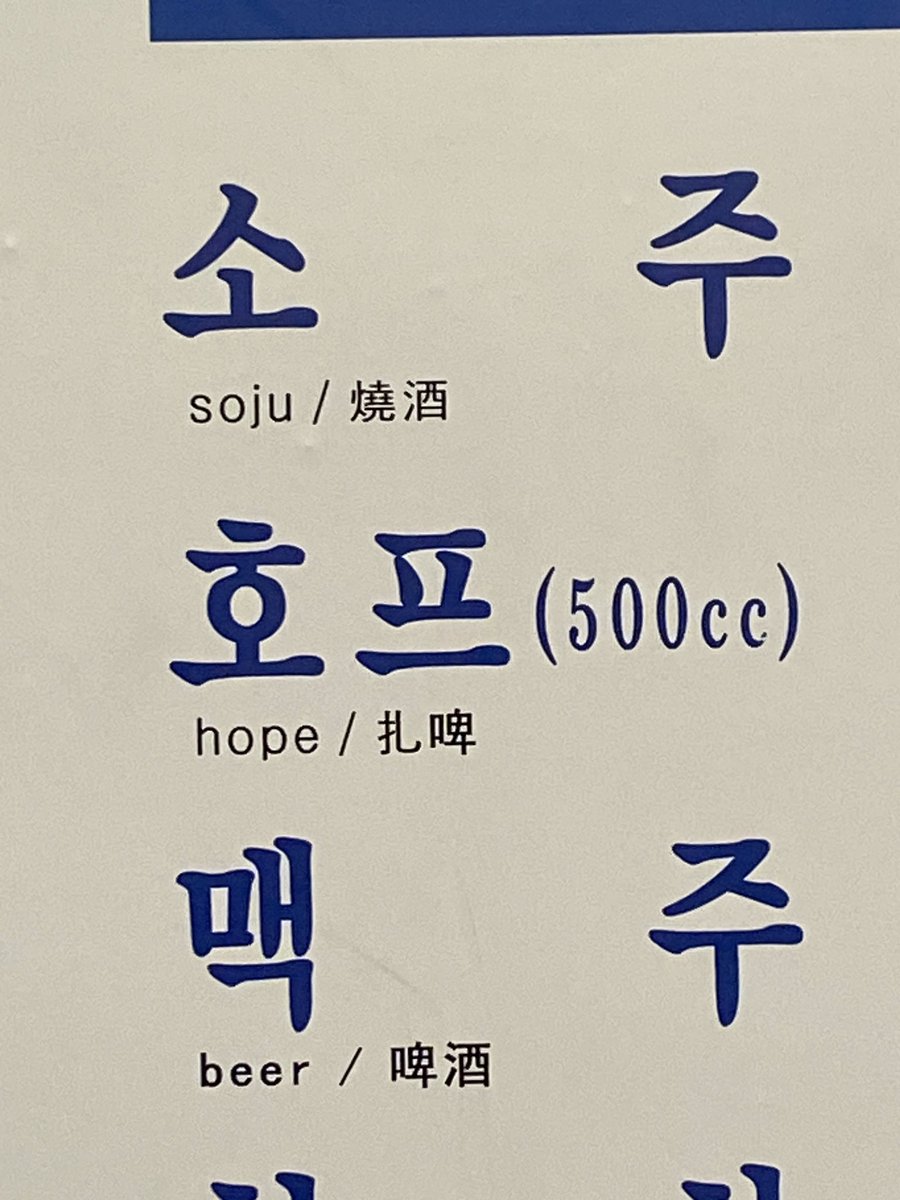 소 주
soju / 燒酒
호프(500cc)
hope / 扎啤
맥 주
beer / 啤酒